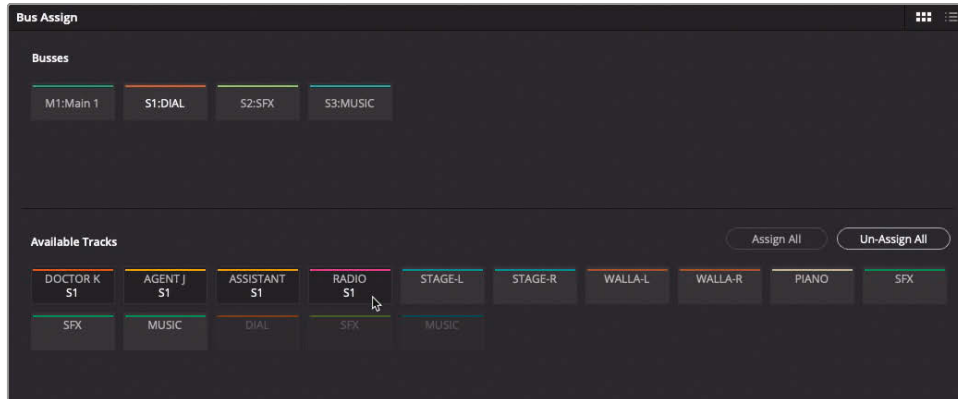 Bus Assign
Busses
M1:Main 1 S1:DIAL S2:SFX S3:MUSIC
Available Tracks Assign All Un-Assign All
DOCTOR K AGENT J ASSISTANT RADIO STAGE-L STAGE-R WALLA-L WALLA-R PIANO SFX
S1 S1 S1 S1
SFX MUSIC DIAL SFX MUSIC